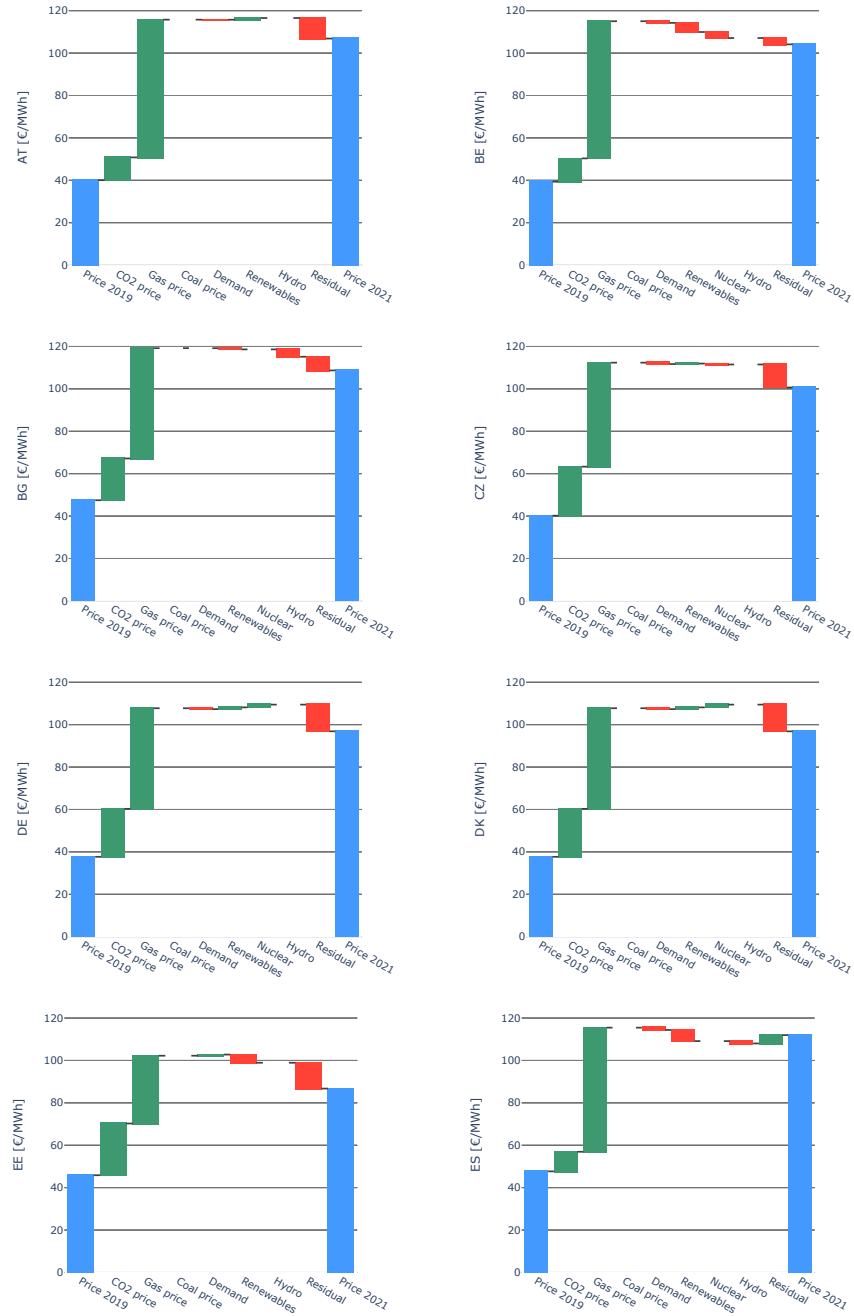 120
100
80
60
40
20
0
AT [€/MWh]
Price 2019
CO2 price
Gas price
Coal price
Demand
Renewables
Hydro
Residual
Price 2021
120
100
80
60
40
20
0
BE [€/MWh]
Price 2019
CO2 price
Gas price
Coal price
Demand
Renewables
Nuclear
Hydro
Residual
Price 2021
120
100
80
60
40
20
0
BG [€/MWh]
Price 2019
CO2 price
Gas price
Coal price
Demand
Renewables
Nuclear
Hydro
Residual
Price 2021
120
100
80
60
40
20
0
CZ [€/MWh]
Price 2019
CO2 price
Gas price
Coal price
Demand
Renewables
Nuclear
Hydro
Residual
Price 2021
120
100
80
60
40
20
0
DE [€/MWh]
Price 2019
CO2 price
Gas price
Coal price
Demand
Renewables
Nuclear
Hydro
Residual
Price 2021
120
100
80
60
40
20
0
DK [€/MWh]
Price 2019
CO2 price
Gas price
Coal price
Demand
Renewables
Nuclear
Hydro
Residual
Price 2021
120
100
80
60
40
20
0
EE [€/MWh]
Price 2019
CO2 price
Gas price
Coal price
Demand
Renewables
Hydro
Residual
Price 2021
120
100
80
60
40
20
0
ES [€/MWh]
Price 2019
CO2 price
Gas price
Coal price
Demand
Renewables
Nuclear
Hydro
Residual
Price 2021